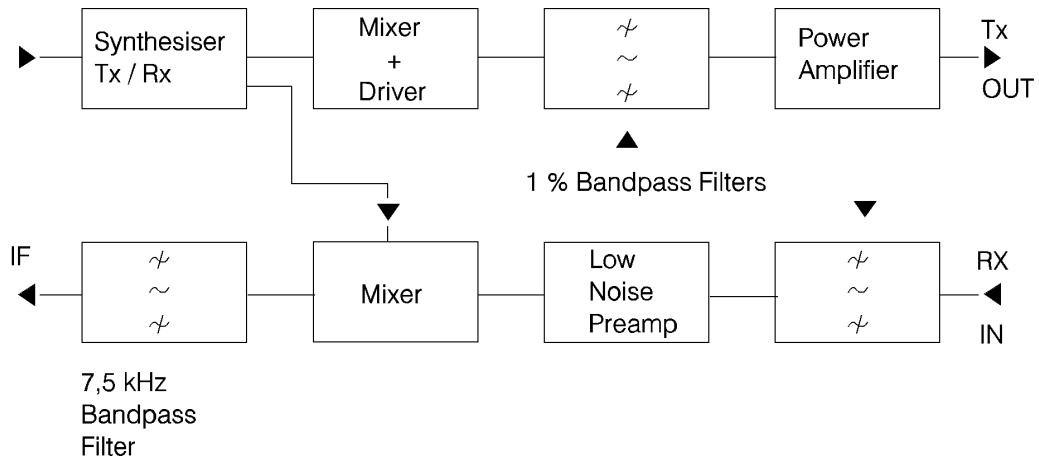 Synthesiser
Tx / Rx
Mixer
+
Driver
Power
Amplifier
Tx
OUT
1 % Bandpass Filters
IF
Mixer
Low
Noise
Preamp
RX
IN
7,5 kHz
Bandpass
Filter